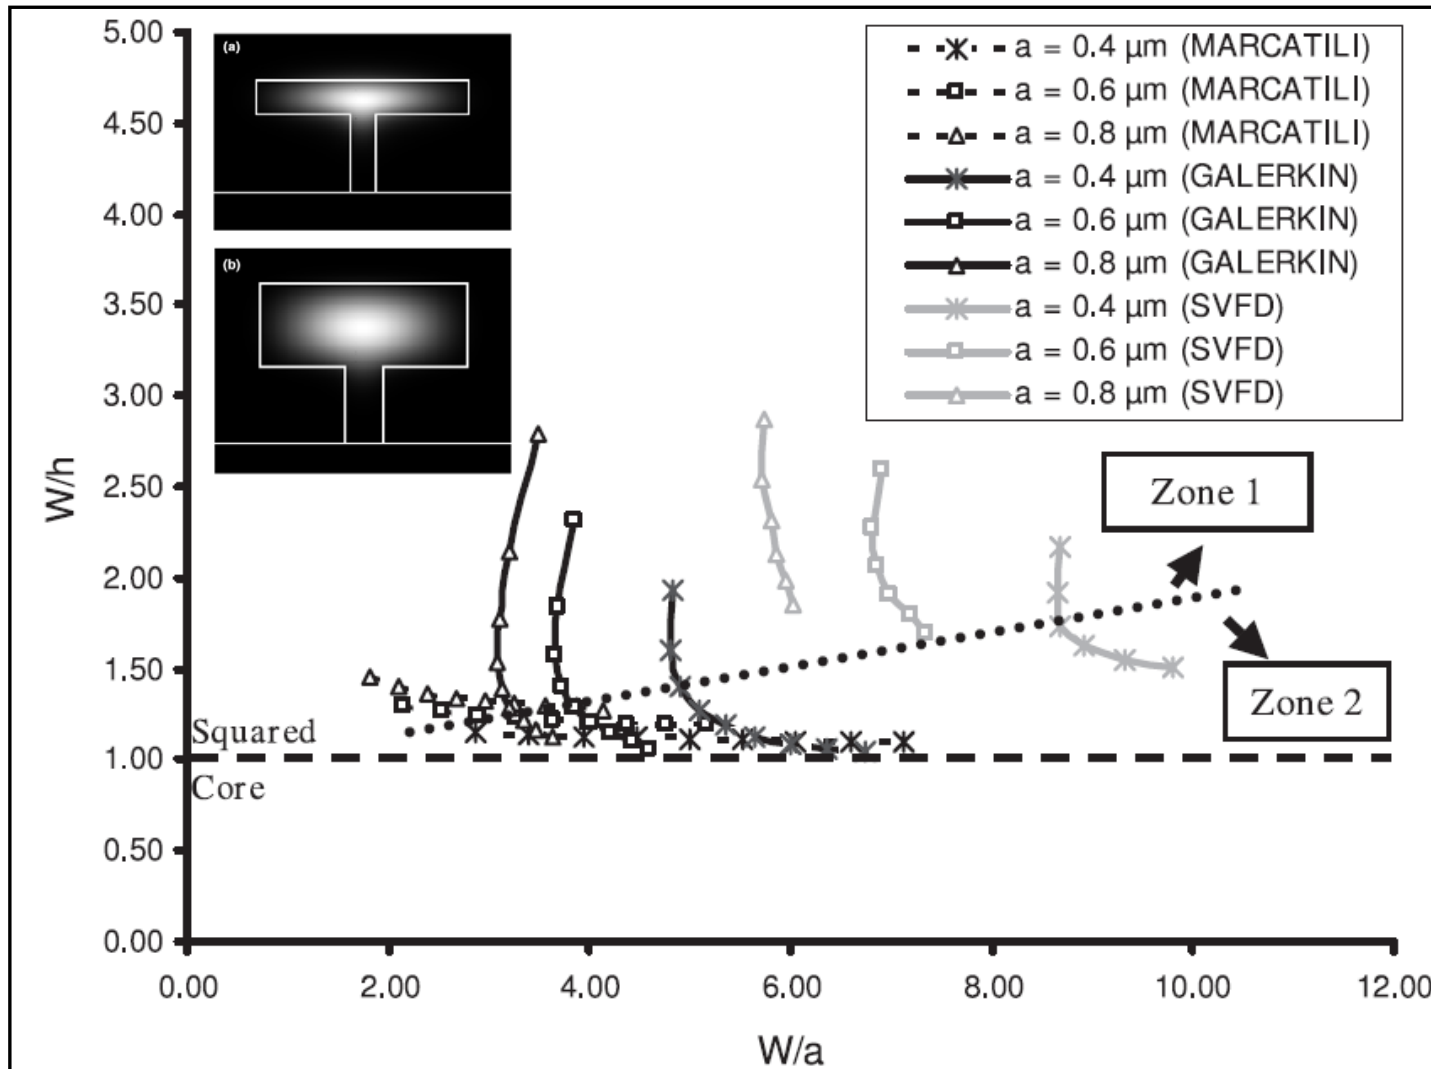 5.00
4.50
4.00
3.50
3.00
2.50
2.00
1.50
1.00
0.50
0.00
W/h
(a)
(b)
a = 0.4 µm (MARCATILI)
a = 0.6 µm (MARCATILI)
a = 0.8 µm (MARCATILI)
a = 0.4 µm (GALERKIN)
a = 0.6 µm (GALERKIN)
a = 0.8 µm (GALERKIN)
a = 0.4 µm (SVFD)
a = 0.6 µm (SVFD)
a = 0.8 µm (SVFD)
Zone 1
Zone 2
Squared
Core
0.00 2.00 4.00 6.00 8.00 10.00 12.00
W/a